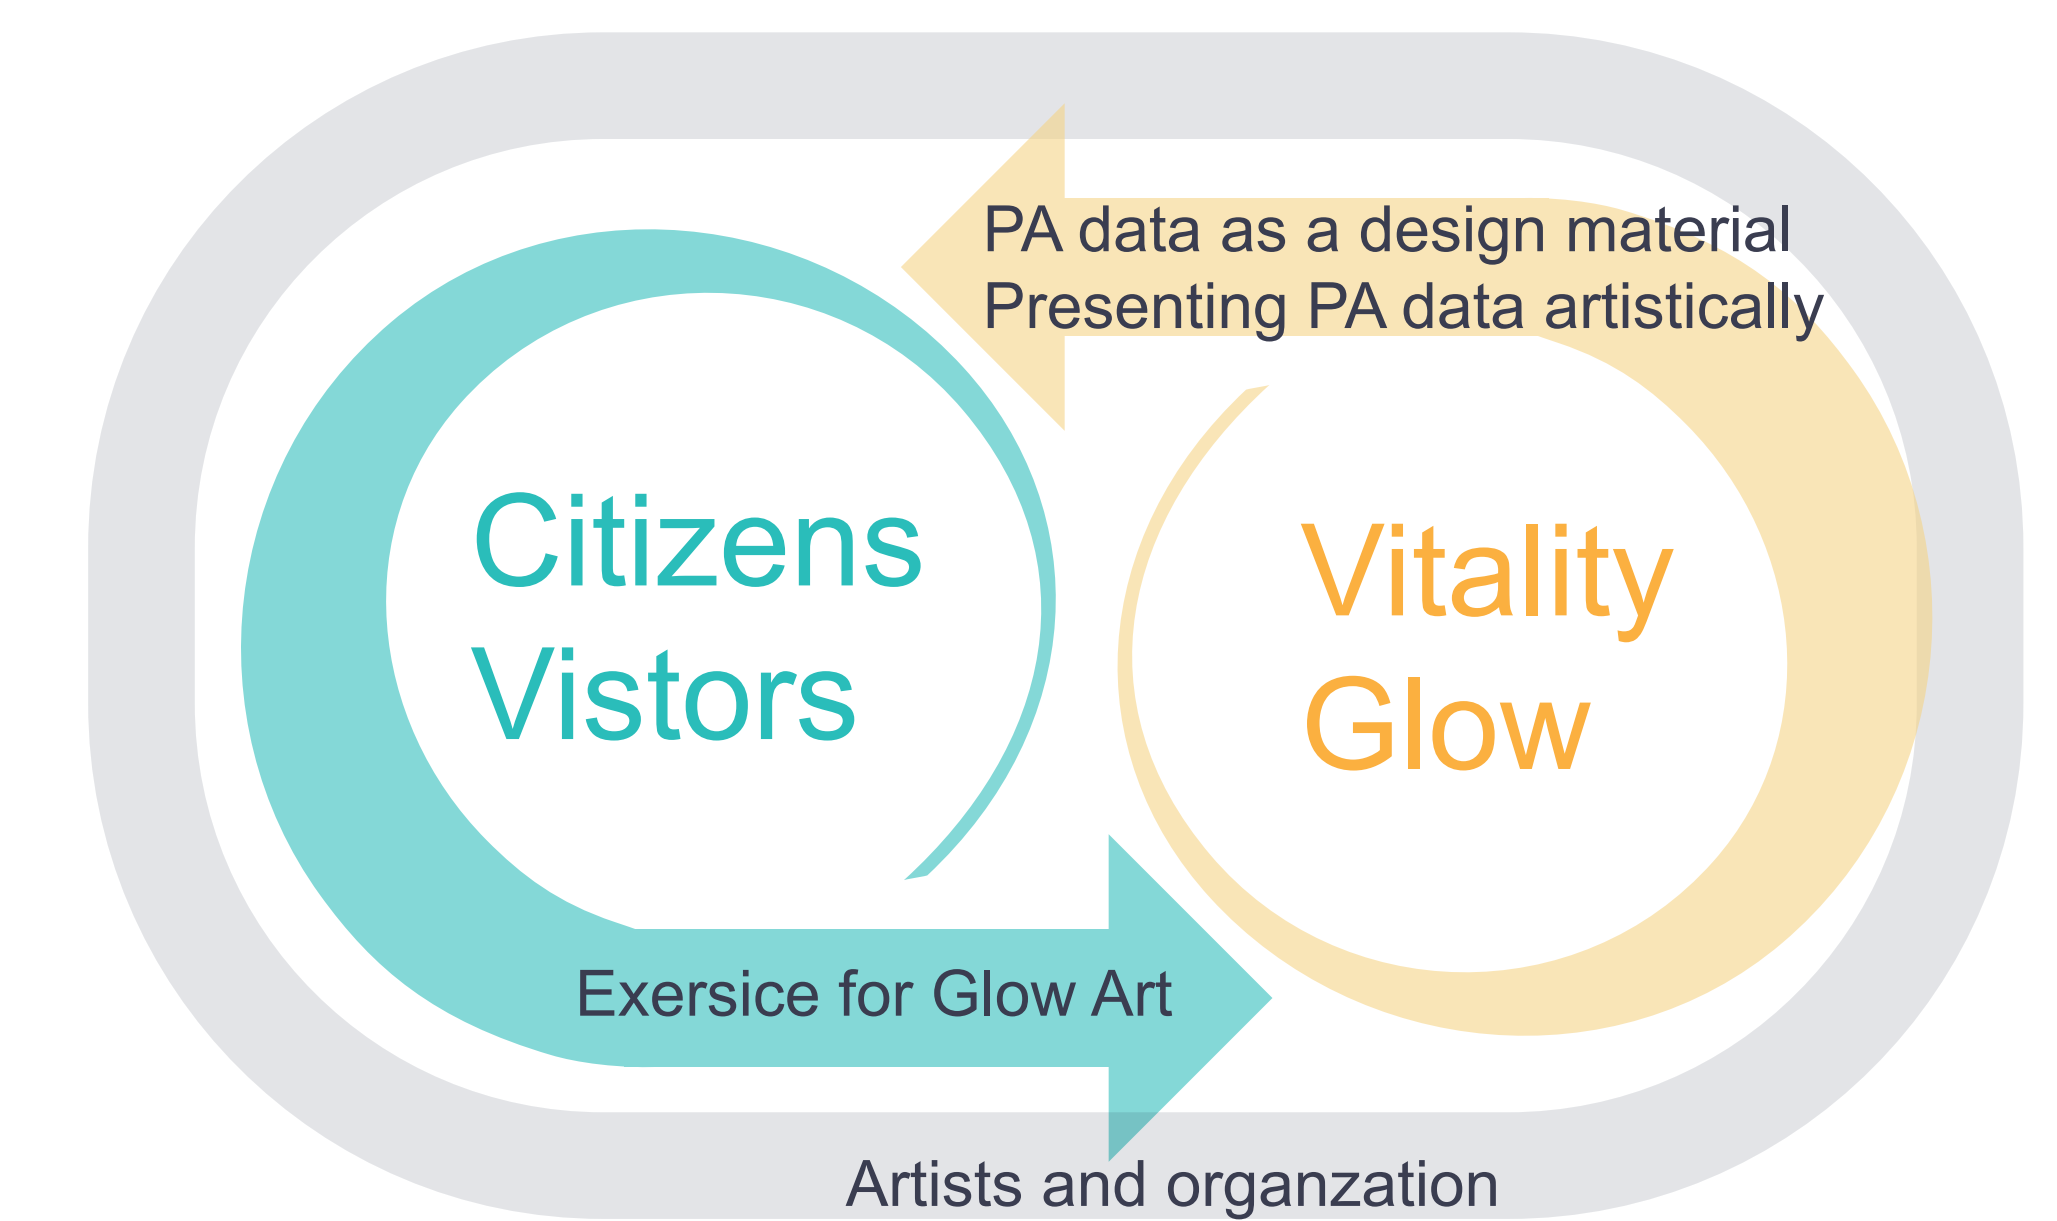 PA data as a design material
Presenting PA data artistically
Citizens
Vistors
Vitality
Glow
Exersice for Glow Art
Artists and organzation